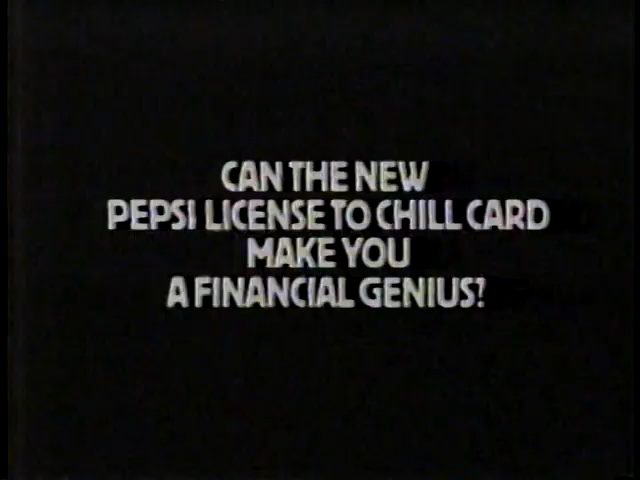 CAN THE NEW
PEPSI LICENSE TO CHILL CARD
MAKE YOU
A FINANCIAL GENIUS?